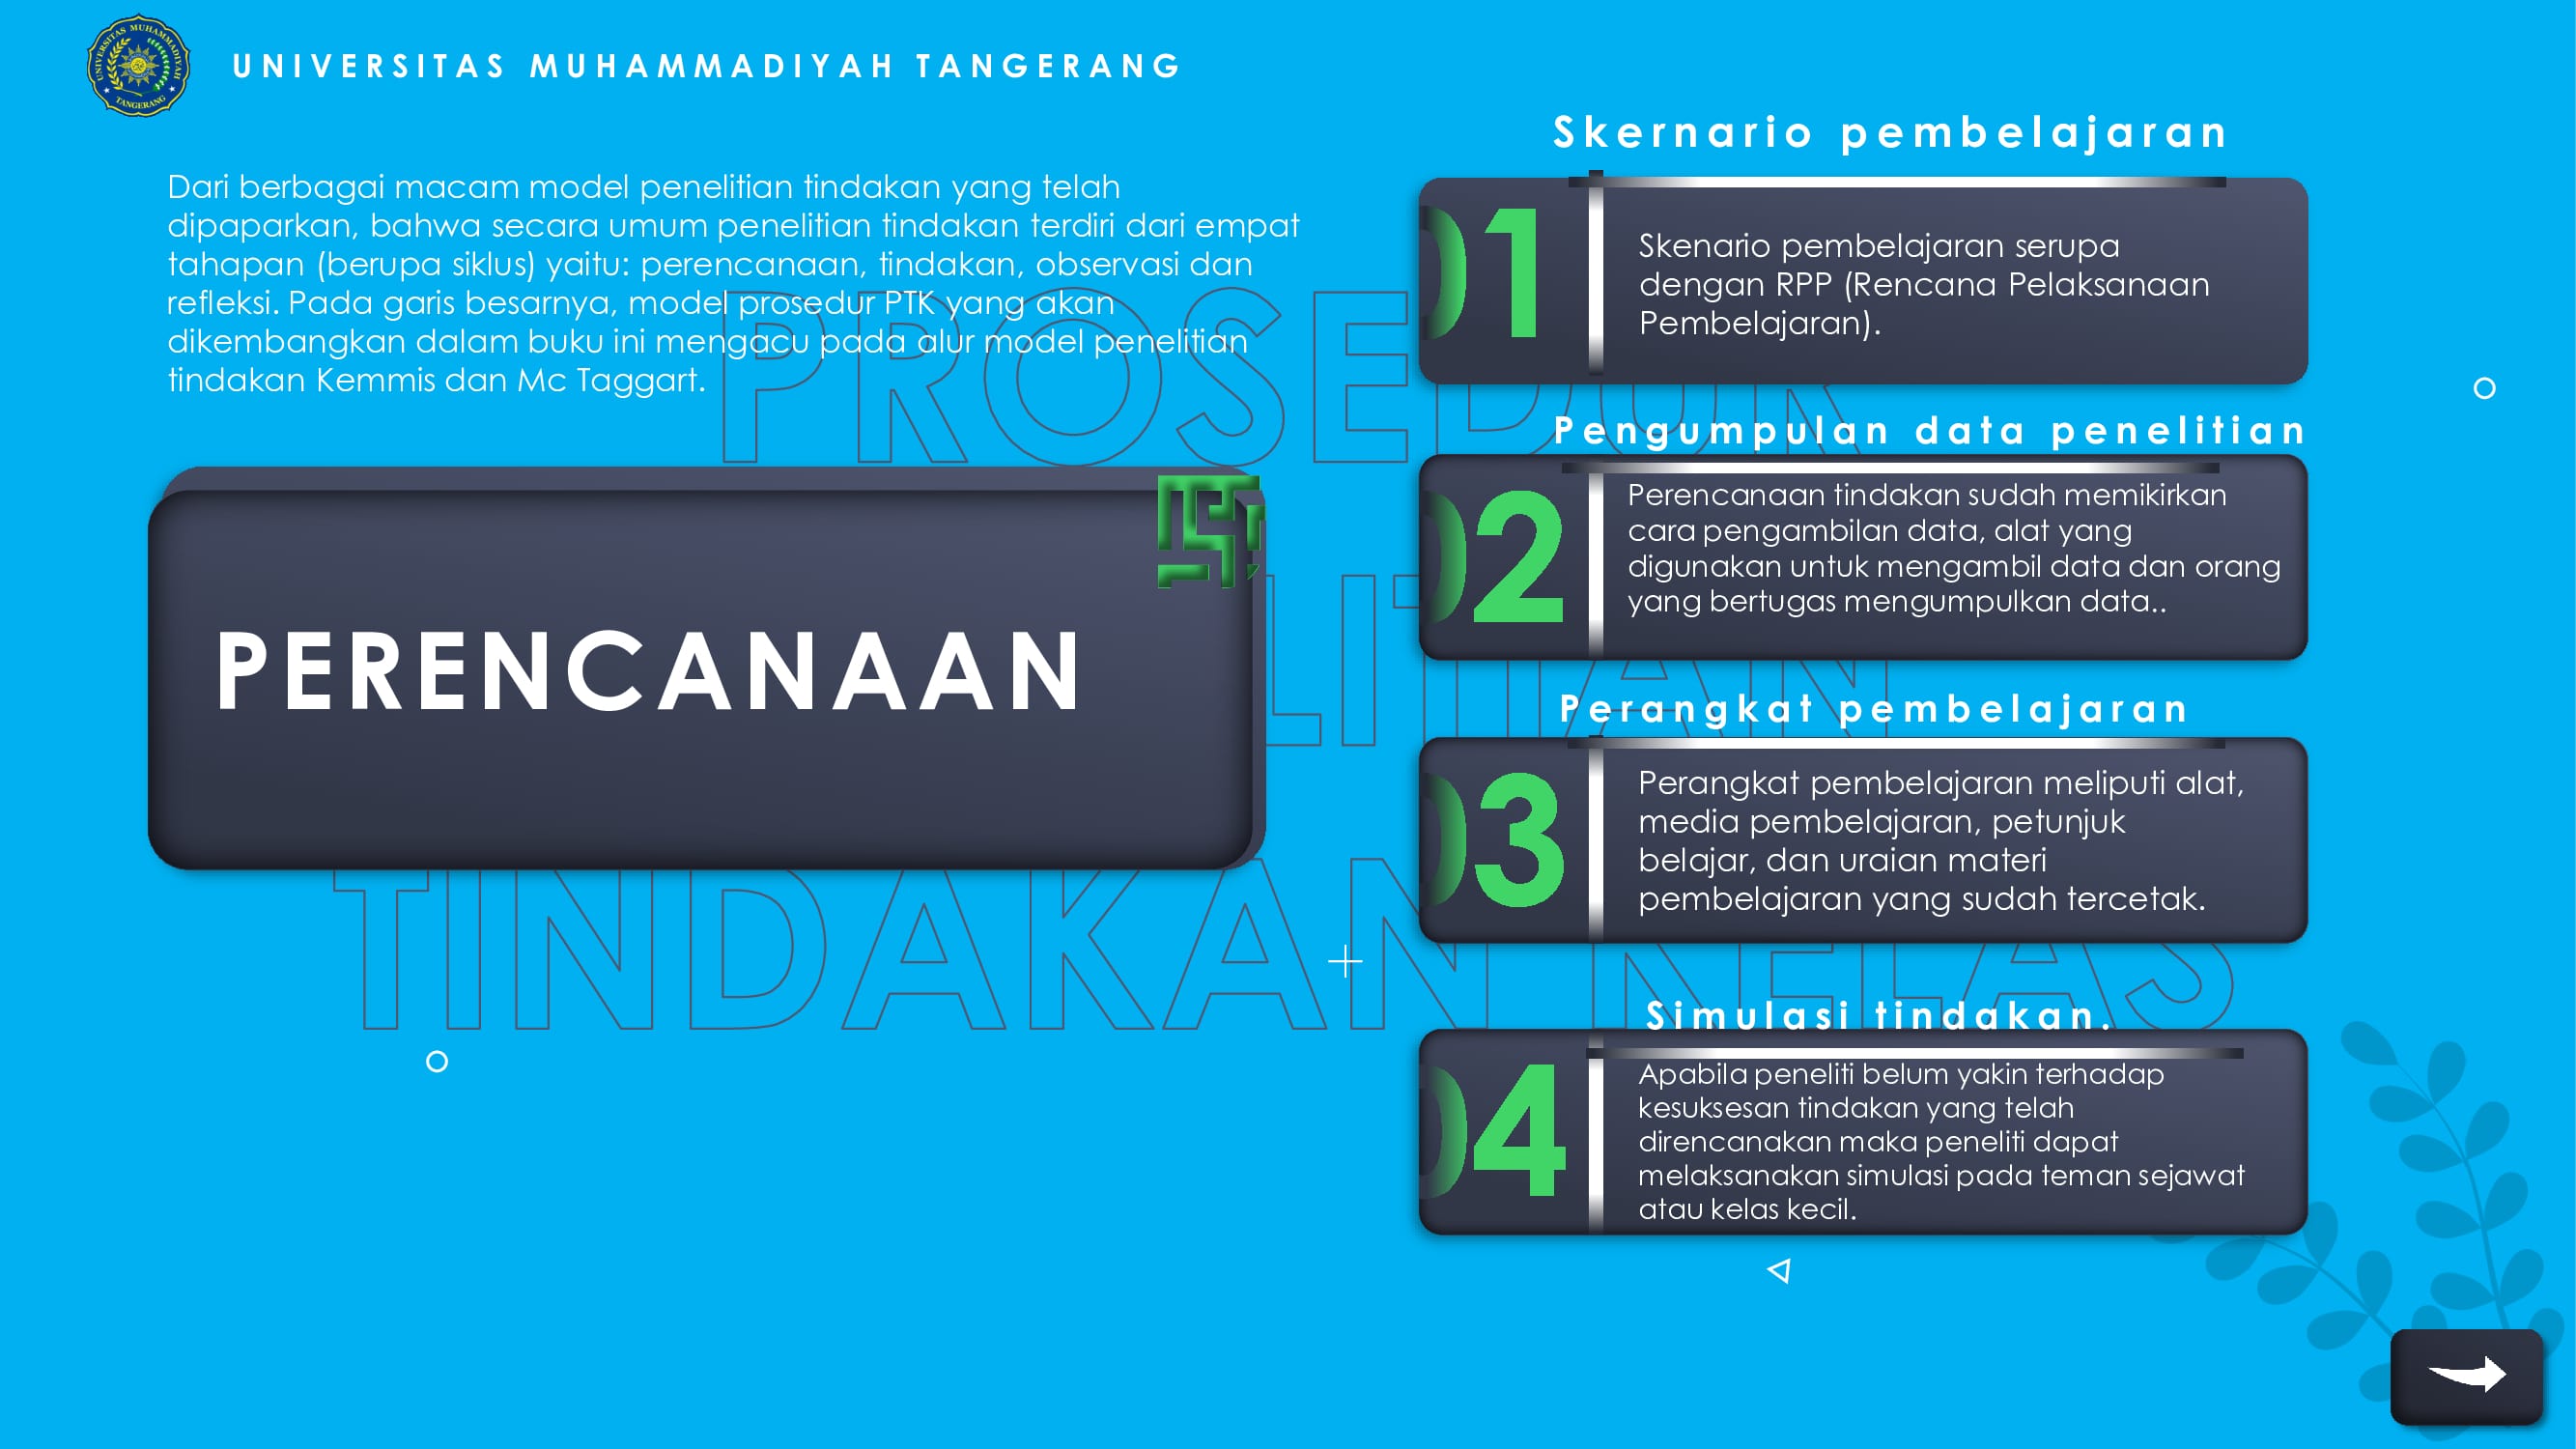 UNIVERSITAS MUHAMMADIYAH TANGERANG
UNIVERSITAS MUHAMMADIYAH
TANGERANG
Dari berbagai macam model penelitian tindakan yang telah
dipaparkan, bahwa secara umum penelitian tindakan terdiri dari empat
tahapan (berupa siklus) yaitu: perencanaan, tindakan, observasi dan
refleksi. Pada garis besarnya, model prosedur PTK yang akan
dikembangkan dalam buku ini mengacu pada alur model penelitian
tindakan Kemmis dan Mc Taggart.
PROSEDUR
TINDAKAN KELAS
PERENCANAAN
Skernario pembelajaran
01
Skenario pembelajaran serupa
dengan RPP (Rencana Pelaksanaan
Pembelajaran).
Pengumpulan data penelitian
02
Perencanaan tindakan sudah memikirkan
cara pengambilan data, alat yang
digunakan untuk mengambil data dan orang
yang bertugas mengumpulkan data..
Perangkat pembelajaran
03
Perangkat pembelajaran meliputi alat,
media pembelajaran, petunjuk
belajar, dan uraian materi
pembelajaran yang sudah tercetak.
Simulasi tindakan.
04
Apabila peneliti belum yakin terhadap
kesuksesan tindakan yang telah
direncanakan maka peneliti dapat
melaksanakan simulasi pada teman sejawat
atau kelas kecil.